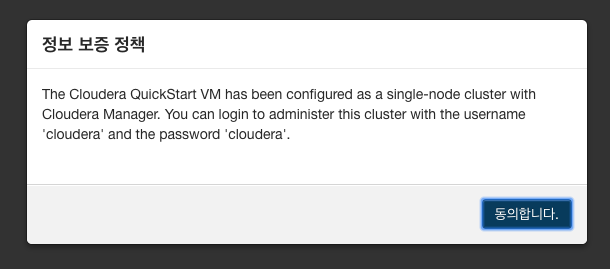 정보 보증 정책
The Cloudera QuickStart VM has been configured as a single-node cluster with
Cloudera Manager. You can login to administer this cluster with the username
'cloudera' and the password 'cloudera'.
동의합니다.